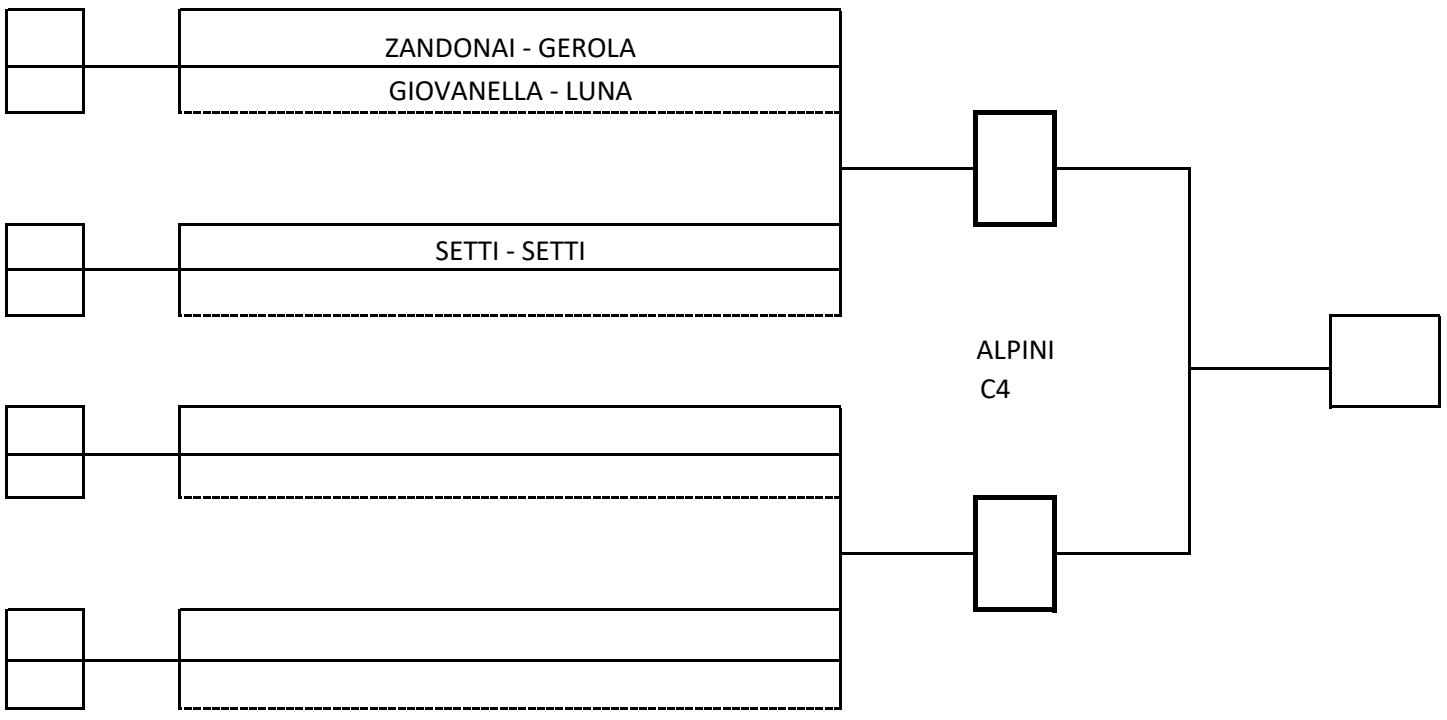 ZANDONAI - GEROLA
GIOVANELLA - LUNA
SETTI - SETTI
ALPINI
C4